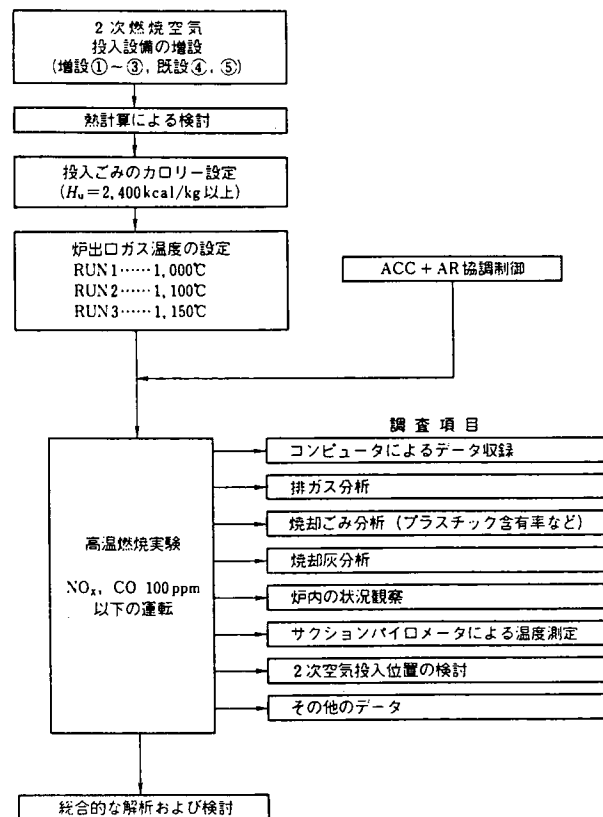 2次燃焼空気
投入設備の増設
(増設①~③, 既設④, ⑤)
熱計算による検討
投入ごみのカロリー設定
(Hu=2,400kcal/kg以上)
炉出口ガス温度の設定
RUN1……1,000℃
RUN2……1,100℃
RUN3……1,150℃
ACC+AR協調制御
調査項目
コンピュータによるデータ収録
排ガス分析
焼却ごみ分析(プラスチック含有率など)
焼却灰分析
炉内の状況観察
サクションパイロメータによる温度測定
2次空気投入位置の検討
その他のデータ
高温燃焼実験
NOx, CO 100ppm
以下の運転
総合的な解析および検討